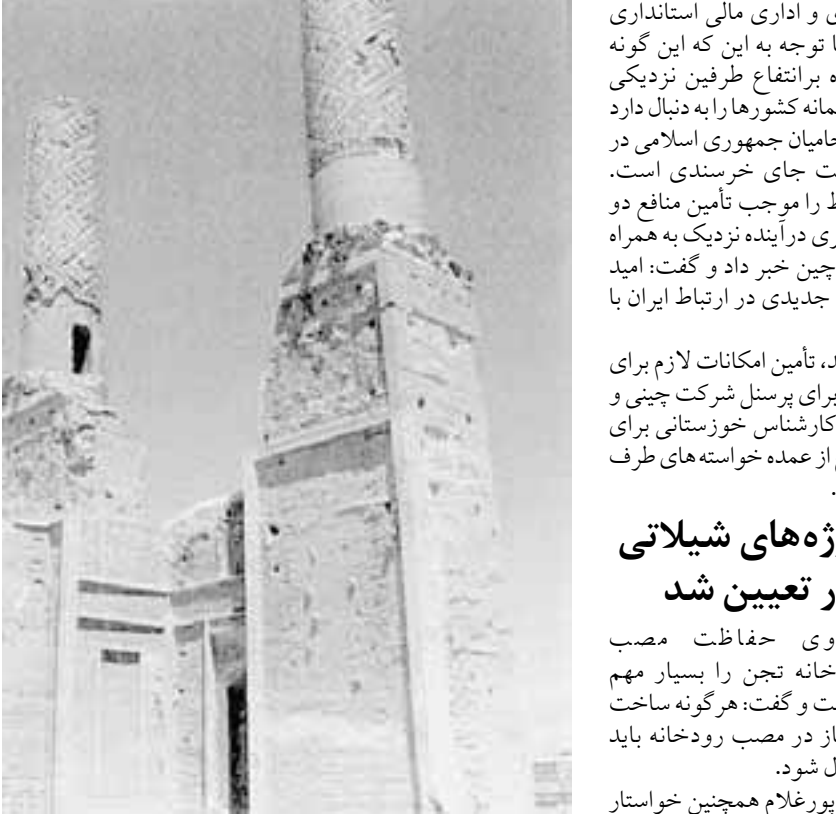 و اداری مالی استانداری
توجه به این که این گونه
برانتفاع طرفین نزدیکی
کشورها را به دنبال دارد
حامیان جمهوری اسلامی در
جای خرسندی است.
را موجب تأمین منافع دو
درآینده نزدیک به همراه
چین خبر داد و گفت: امید
جدیدی در ارتباط ایران با
تأمین امکانات لازم برای
برای پرسنل شرکت چینی و
کارشناس خوزستانی برای
از عمده خواسته‌های طرف
ژه‌های شیلاتی
ر تعیین شد
وی حفاظت مصب
خانه تجن را بسیار مهم
ت و گفت: هرگونه ساخت
از در مصب رودخانه باید
ل شود.
پورغلام همچنین خواستار